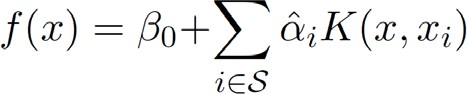 f(x) = β₀+∑_{i∈𝒮} α̂ᵢK(x, xᵢ)